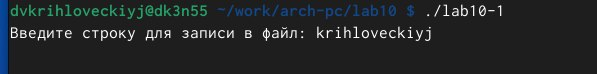 dvkrihloveckiyj@dk3n55 ~/work/arch-pc/lab10 $ ./lab10-1
Введите строку для записи в файл: krihloveckiyj